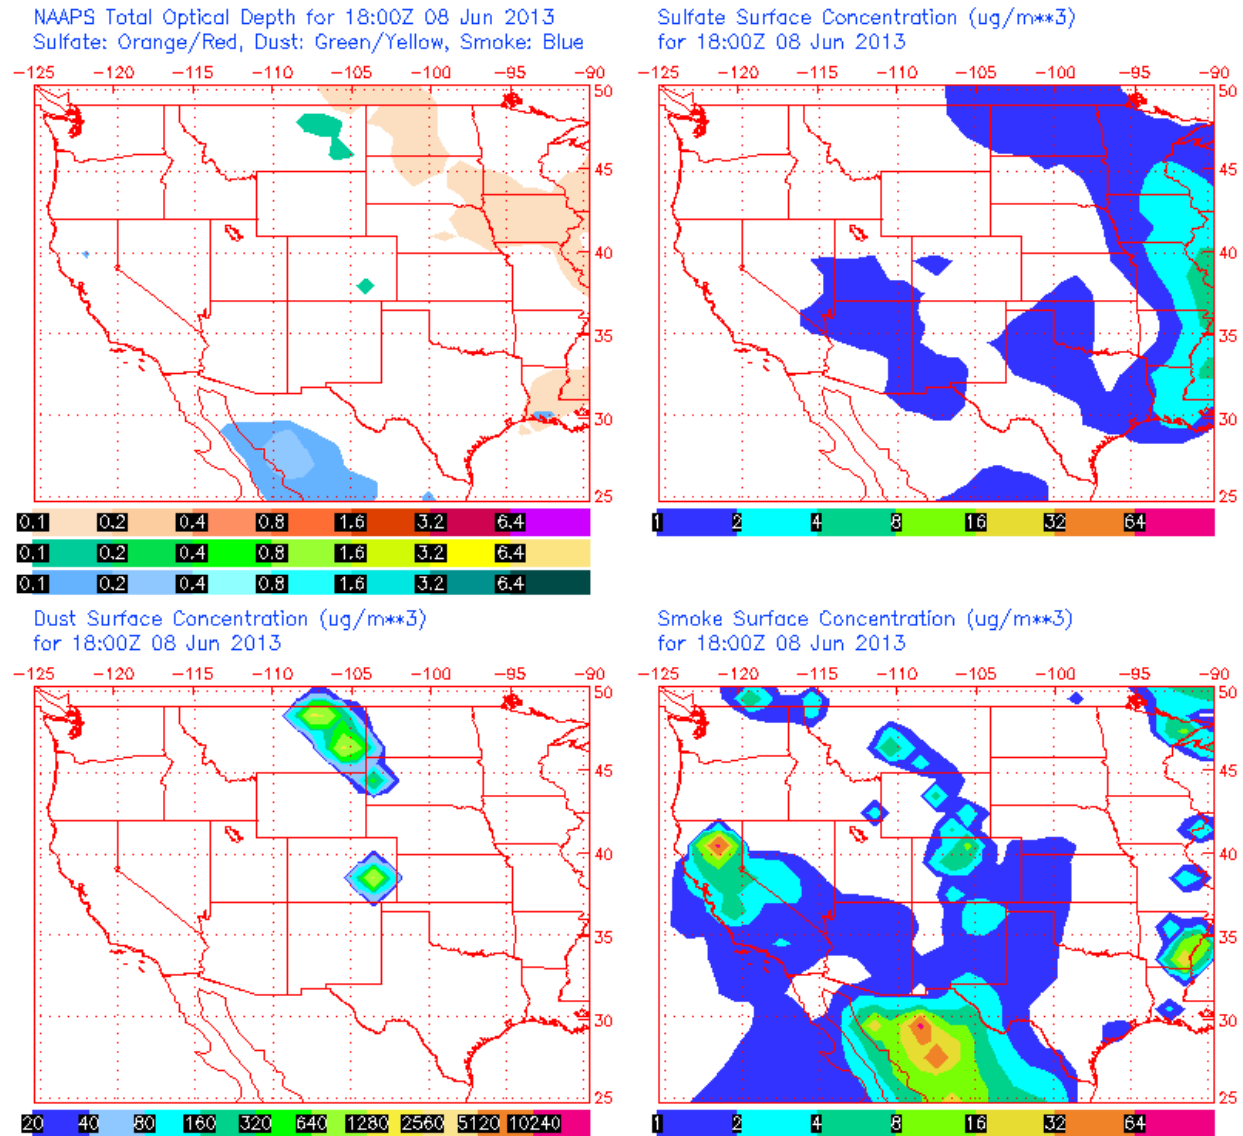 NAAPS Total Optical Depth for 18:00Z 08 Jun 2013
Sulfate: Orange/Red, Dust: Green/Yellow, Smoke: Blue
-125 -120 -115 -110 -105 -100 -95 -90
50
45
40
35
30
25
0.1 0.2 0.4 0.8 1.6 3.2 6.4
0.1 0.2 0.4 0.8 1.6 3.2 6.4
0.1 0.2 0.4 0.8 1.6 3.2 6.4
Sulfate Surface Concentration (ug/m**3)
for 18:00Z 08 Jun 2013
-125 -120 -115 -110 -105 -100 -95 -90
50
45
40
35
30
25
1 2 4 8 16 32 64
Dust Surface Concentration (ug/m**3)
for 18:00Z 08 Jun 2013
-125 -120 -115 -110 -105 -100 -95 -90
50
45
40
35
30
25
20 40 80 160 320 640 1280 2560 5120 10240
Smoke Surface Concentration (ug/m**3)
for 18:00Z 08 Jun 2013
-125 -120 -115 -110 -105 -100 -95 -90
50
45
40
35
30
25
1 2 4 8 16 32 64